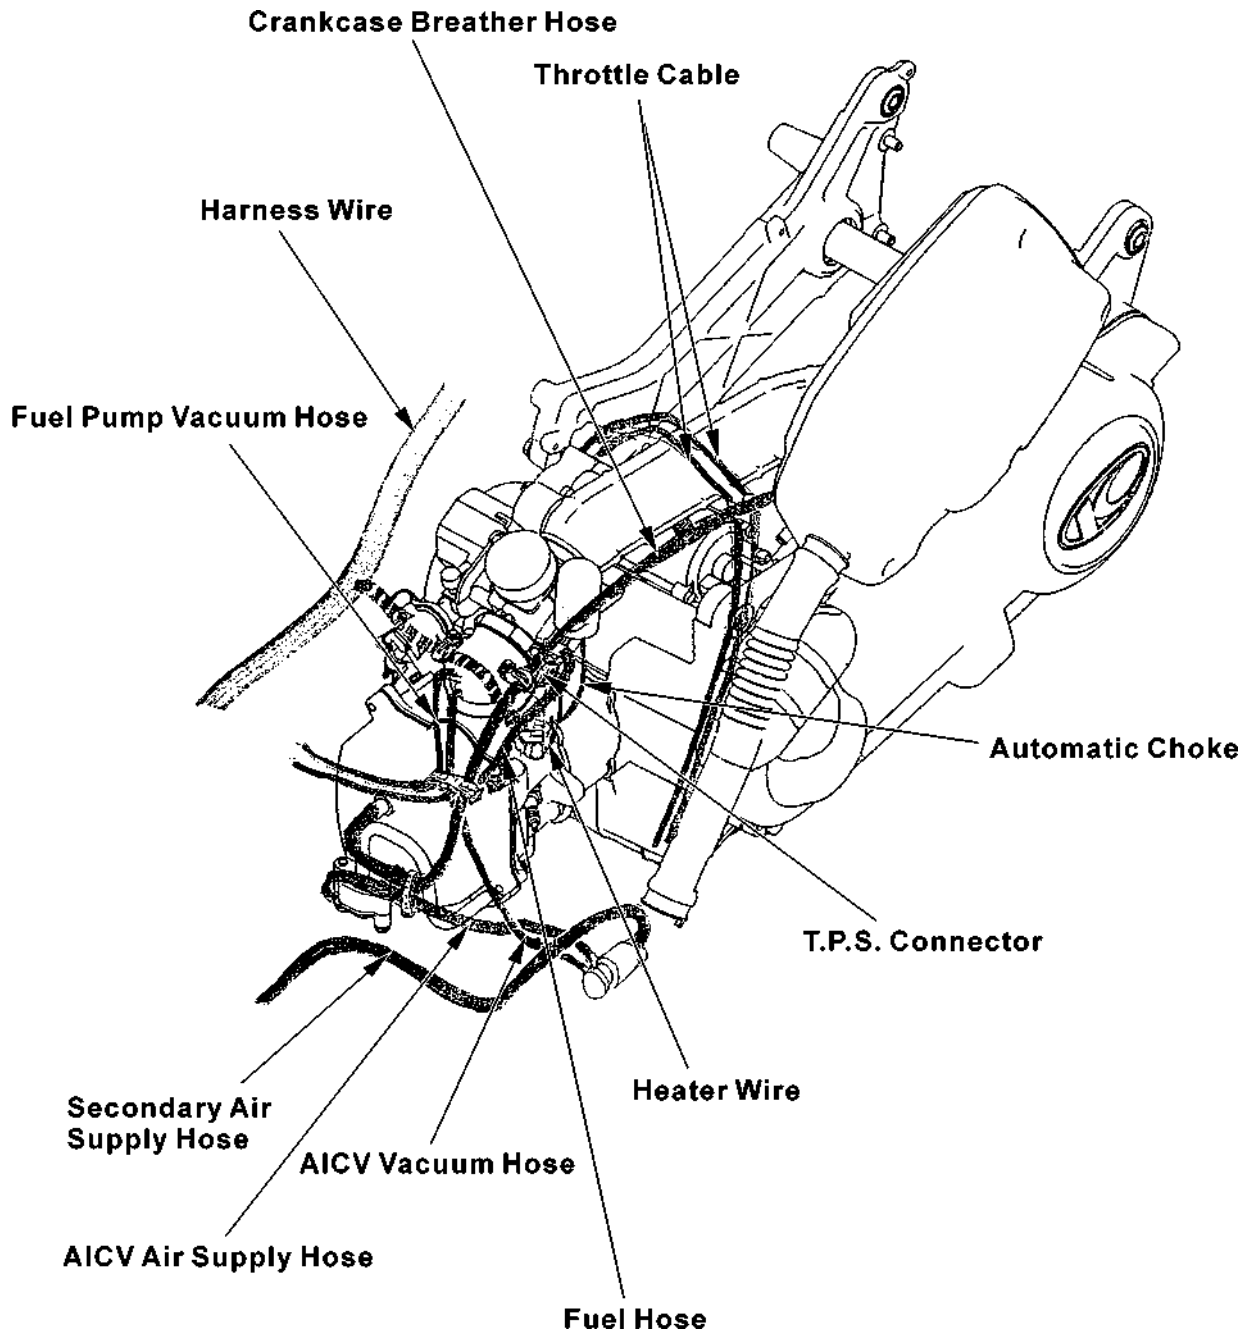 Crankcase Breather Hose
Throttle Cable
Harness Wire
Fuel Pump Vacuum Hose
Automatic Choke
T.P.S. Connector
Heater Wire
Secondary Air
Supply Hose
AICV Vacuum Hose
AICV Air Supply Hose
Fuel Hose